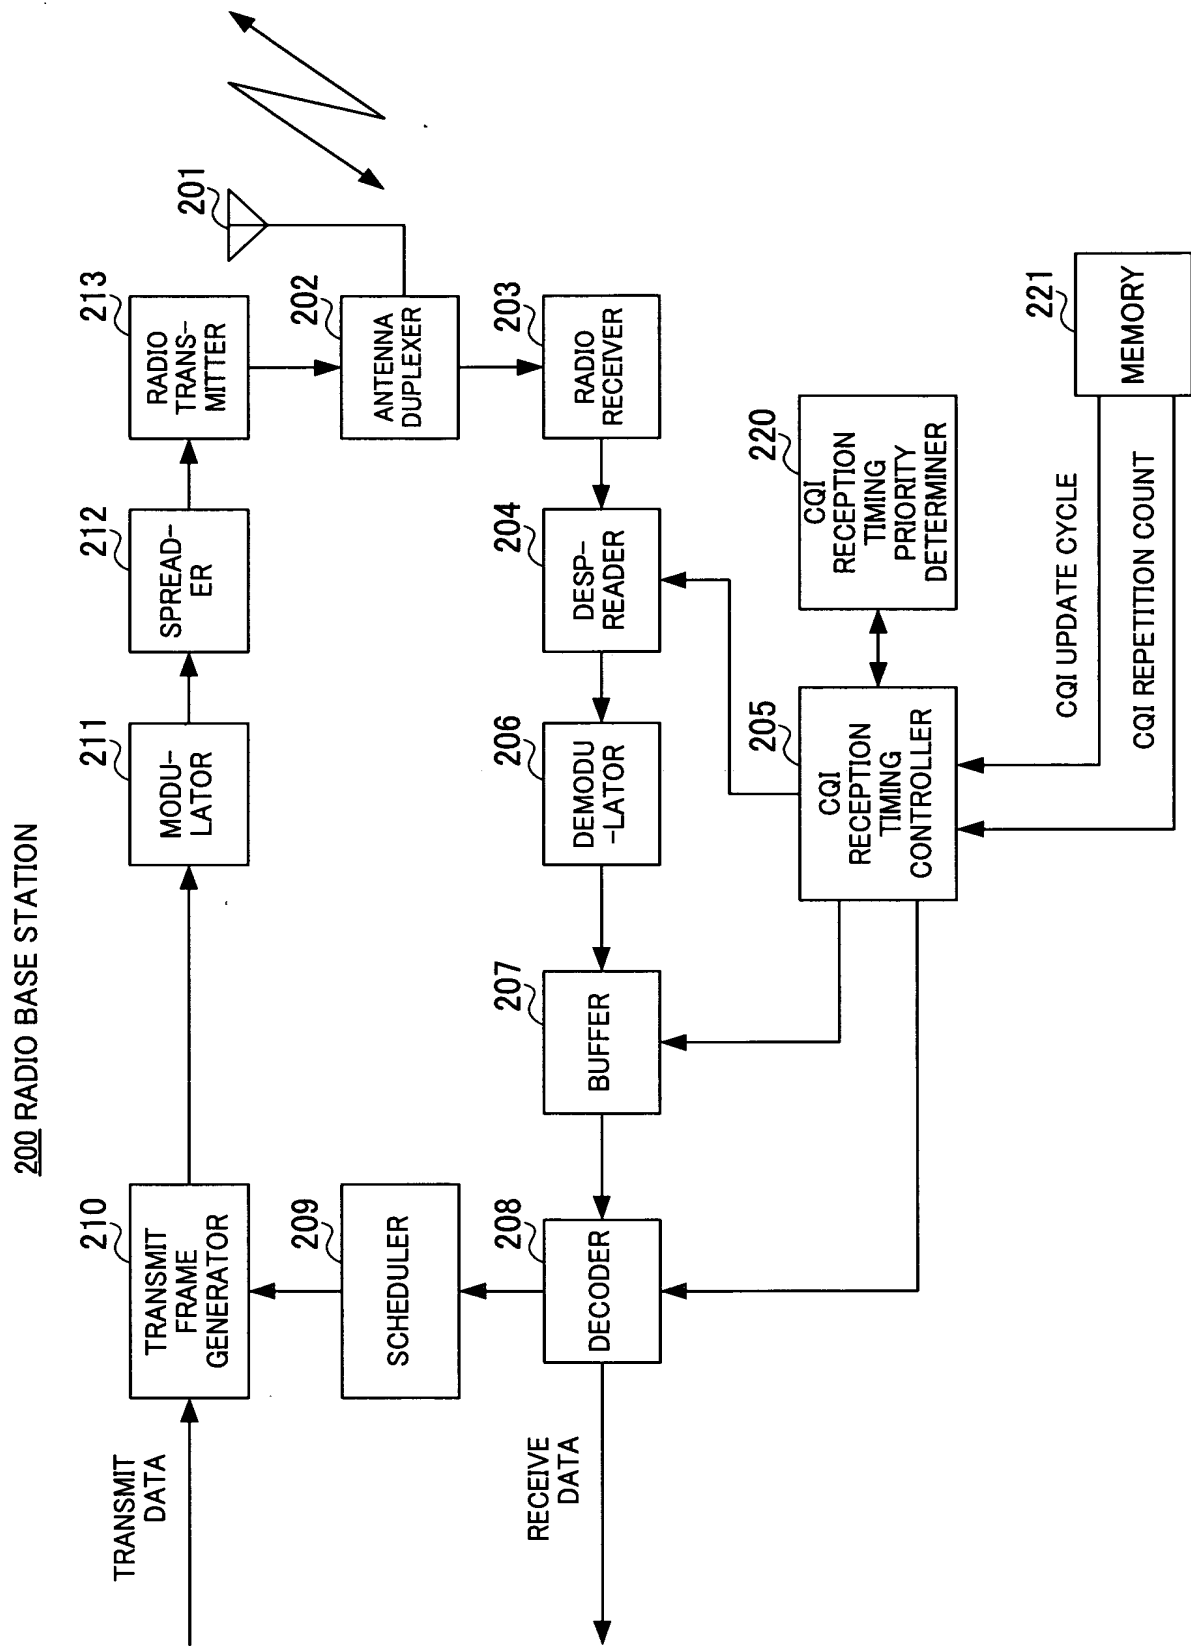 200 RADIO BASE STATION
TRANSMIT
DATA
210
TRANSMIT
FRAME
GENERATOR
211
MODU-
LATOR
212
SPREAD-
ER
213
RADIO
TRANS-
MITTER
201
209
SCHEDULER
202
ANTENNA
DUPLEXER
RECEIVE
DATA
208
DECODER
207
BUFFER
206
DEMODU
-LATOR
204
DESP-
READER
203
RADIO
RECEIVER
205
CQI
RECEPTION
TIMING
CONTROLLER
220
CQI
RECEPTION
TIMING
PRIORITY
DETERMINER
CQI UPDATE CYCLE
CQI REPETITION COUNT
221
MEMORY